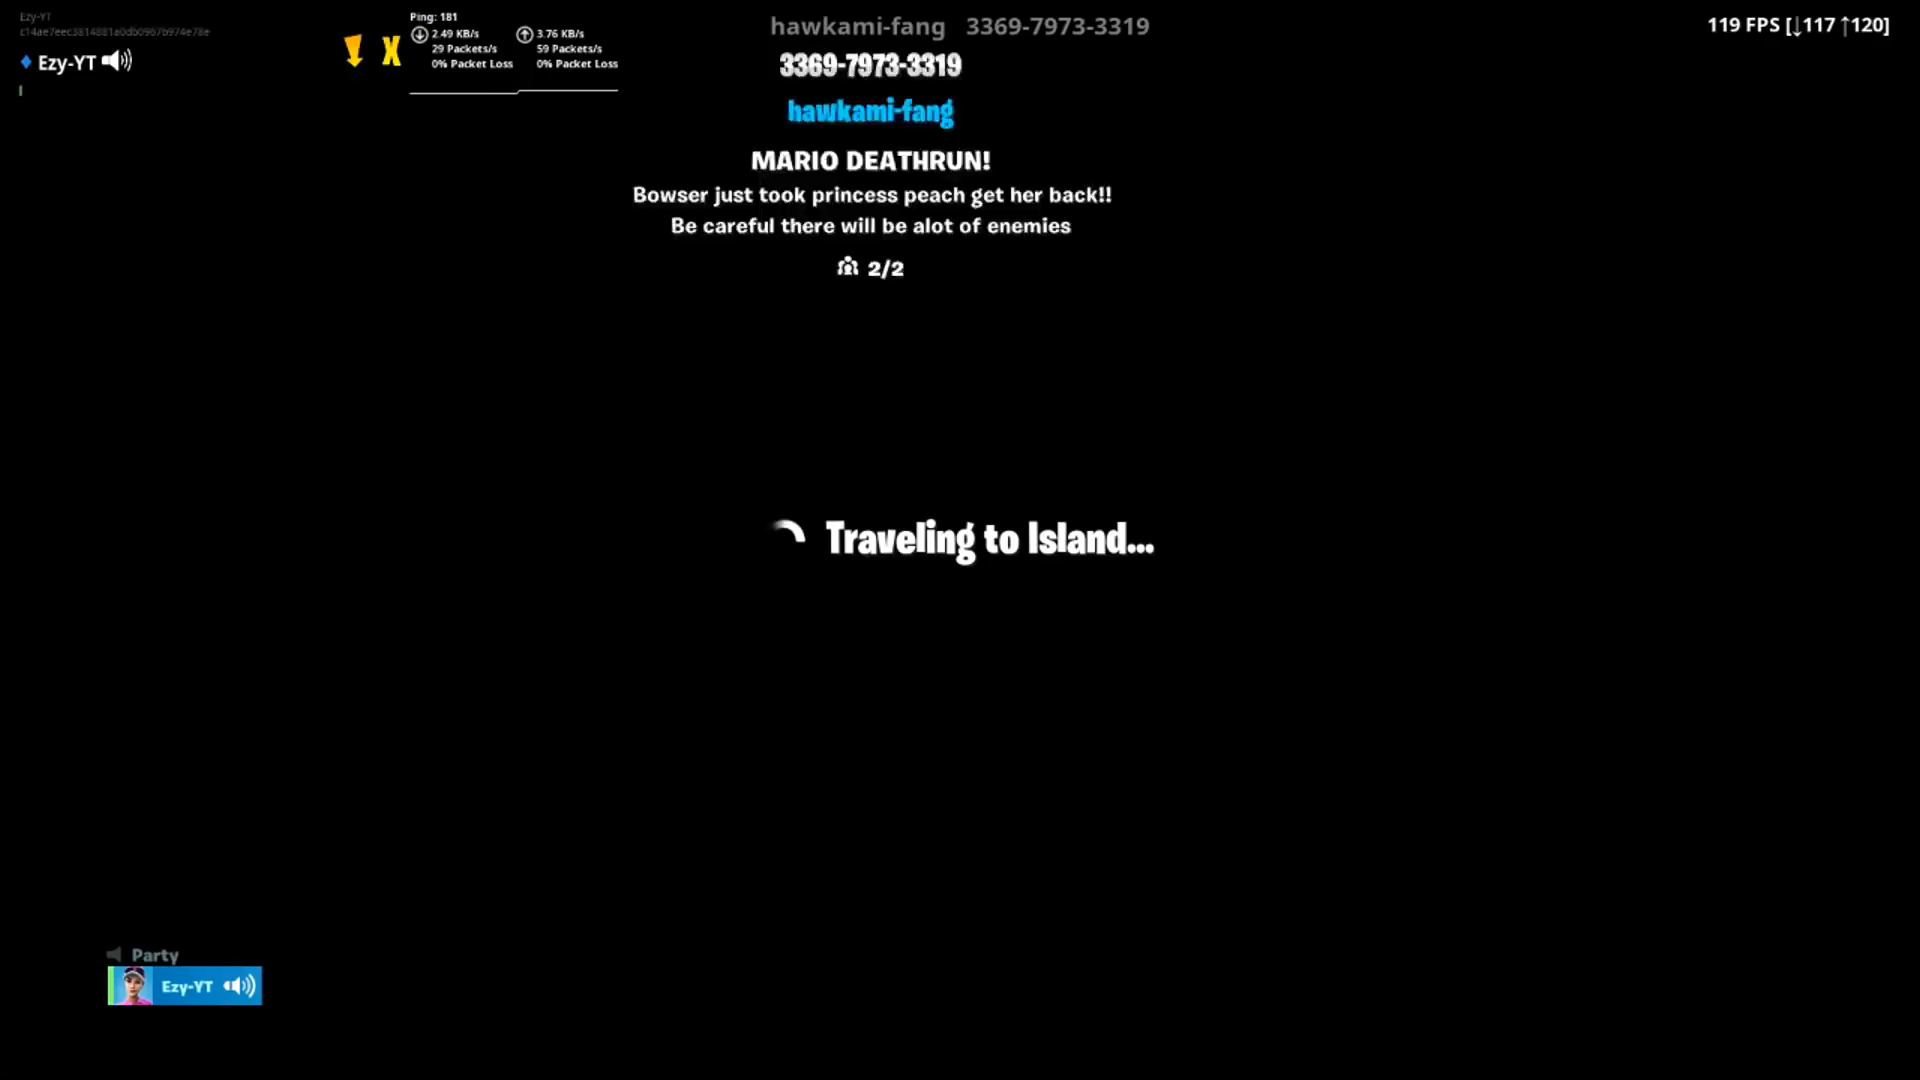 Ezy-YT
Ezy-YT
Ping: 181
2.49 KB/s
29 Packets/s
0% Packet Loss
3.76 KB/s
59 Packets/s
0% Packet Loss
hawkami-fang 3369-7973-3319
3369-7973-3319
hawkami-fang
MARIO DEATHRUN!
Bowser just took princess peach get her back!!
Be careful there will be alot of enemies
2/2
119 FPS [↓117 ↑120]
Traveling to Island...
Party
Ezy-YT